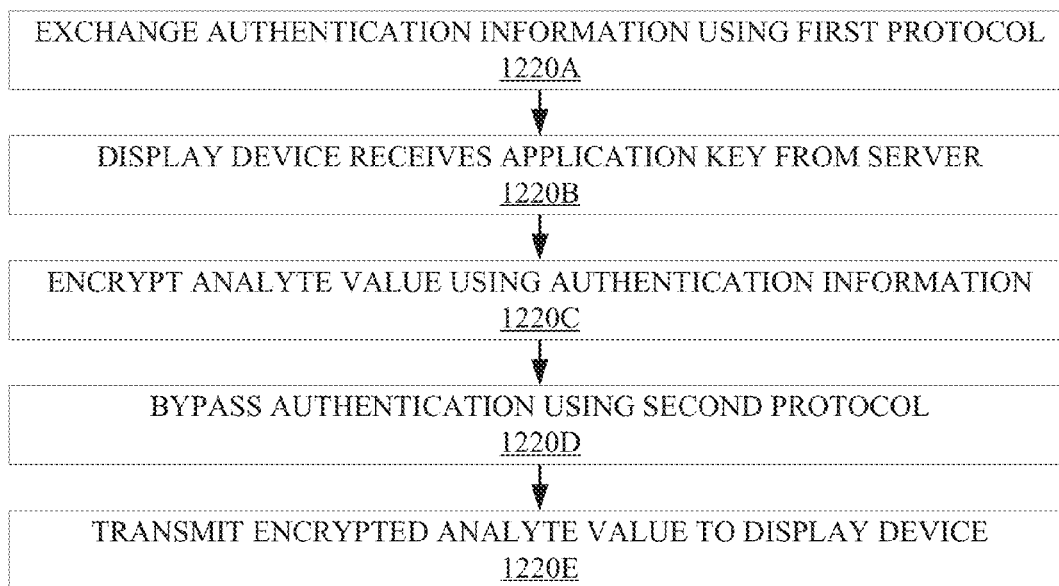 EXCHANGE AUTHENTICATION INFORMATION USING FIRST PROTOCOL
1220A
DISPLAY DEVICE RECEIVES APPLICATION KEY FROM SERVER
1220B
ENCRYPT ANALYTE VALUE USING AUTHENTICATION INFORMATION
1220C
BYPASS AUTHENTICATION USING SECOND PROTOCOL
1220D
TRANSMIT ENCRYPTED ANALYTE VALUE TO DISPLAY DEVICE
1220E